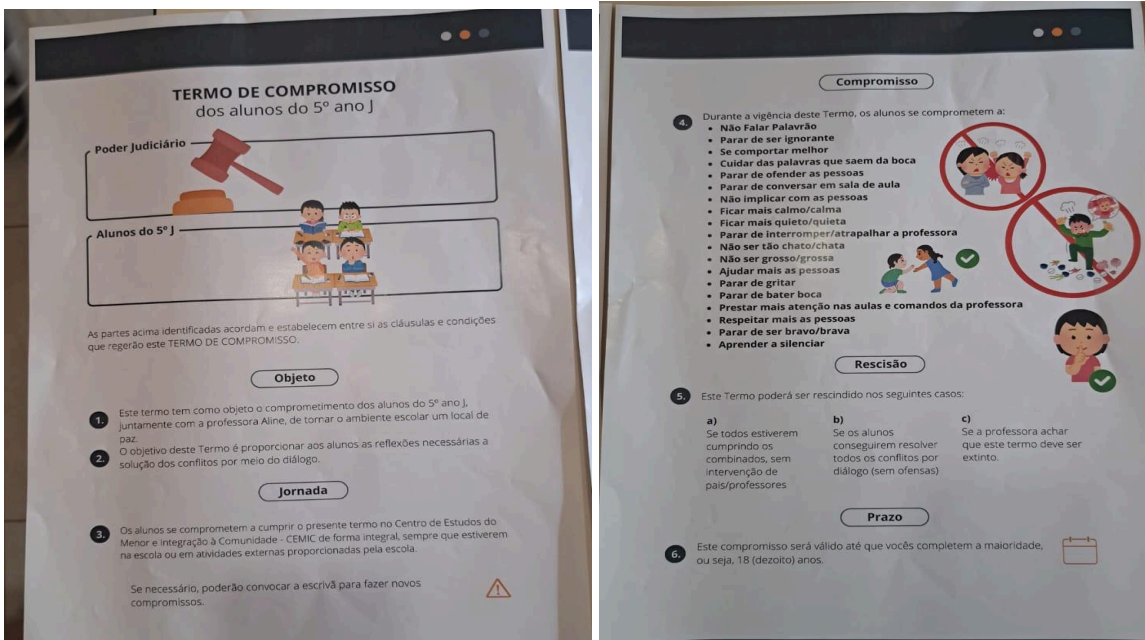 TERMO DE COMPROMISSO
dos alunos do 5º ano J
Poder Judiciário
Alunos do 5º J
As partes acima identificadas acordam e estabelecem entre si as cláusulas e condições
que regerão este TERMO DE COMPROMISSO.
Objeto
1. Este termo tem como objeto o comprometimento dos alunos do 5º ano J,
juntamente com a professora Aline, de tornar o ambiente escolar um local de
paz.
2. O objetivo deste Termo é proporcionar aos alunos as reflexões necessárias a
solução dos conflitos por meio do diálogo.
Jornada
3. Os alunos se comprometem a cumprir o presente termo no Centro de Estudos do
Menor e Integração à Comunidade - CEMIC de forma integral, sempre que estiverem
na escola ou em atividades externas proporcionadas pela escola.
Se necessário, poderão convocar a escrivã para fazer novos
compromissos.
Compromisso
4. Durante a vigência deste Termo, os alunos se comprometem a:
• Não Falar Palavrão
• Parar de ser ignorante
• Se comportar melhor
• Cuidar das palavras que saem da boca
• Parar de ofender as pessoas
• Parar de conversar em sala de aula
• Não implicar com as pessoas
• Ficar mais calmo/calma
• Ficar mais quieto/quieta
• Parar de interromper/atrapalhar a professora
• Não ser tão chato/chata
• Não ser grosso/grossa
• Ajudar mais as pessoas
• Parar de gritar
• Parar de bater boca
• Prestar mais atenção nas aulas e comandos da professora
• Respeitar mais as pessoas
• Parar de ser bravo/brava
• Aprender a silenciar
Rescisão
5. Este Termo poderá ser rescindido nos seguintes casos:
a)
Se todos estiverem
cumprindo os
combinados, sem
intervenção de
pais/professores
b)
Se os alunos
conseguirem resolver
todos os conflitos por
diálogo (sem ofensas)
c)
Se a professora achar
que este termo deve ser
extinto.
Prazo
6. Este compromisso será válido até que vocês completem a maioridade,
ou seja, 18 (dezoito) anos.